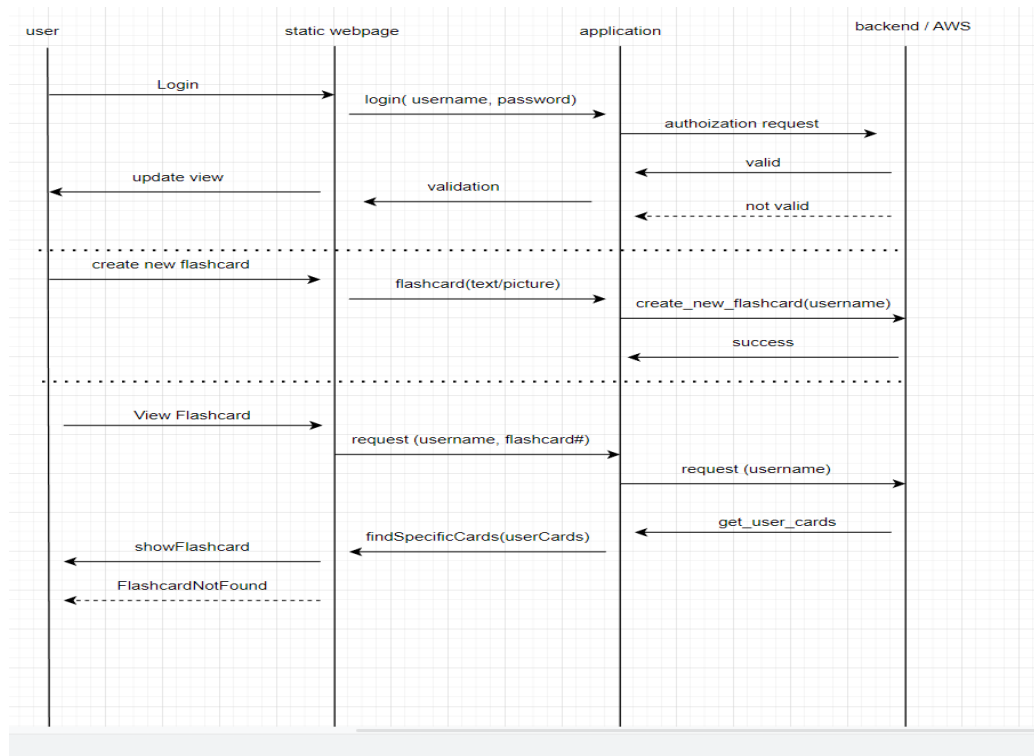 user
static webpage
application
backend / AWS
Login
login( username, password)
authoization request
valid
update view
validation
not valid
create new flashcard
flashcard(text/picture)
create_new_flashcard(username)
success
View Flashcard
request (username, flashcard#)
request (username)
get_user_cards
findSpecificCards(userCards)
showFlashcard
FlashcardNotFound